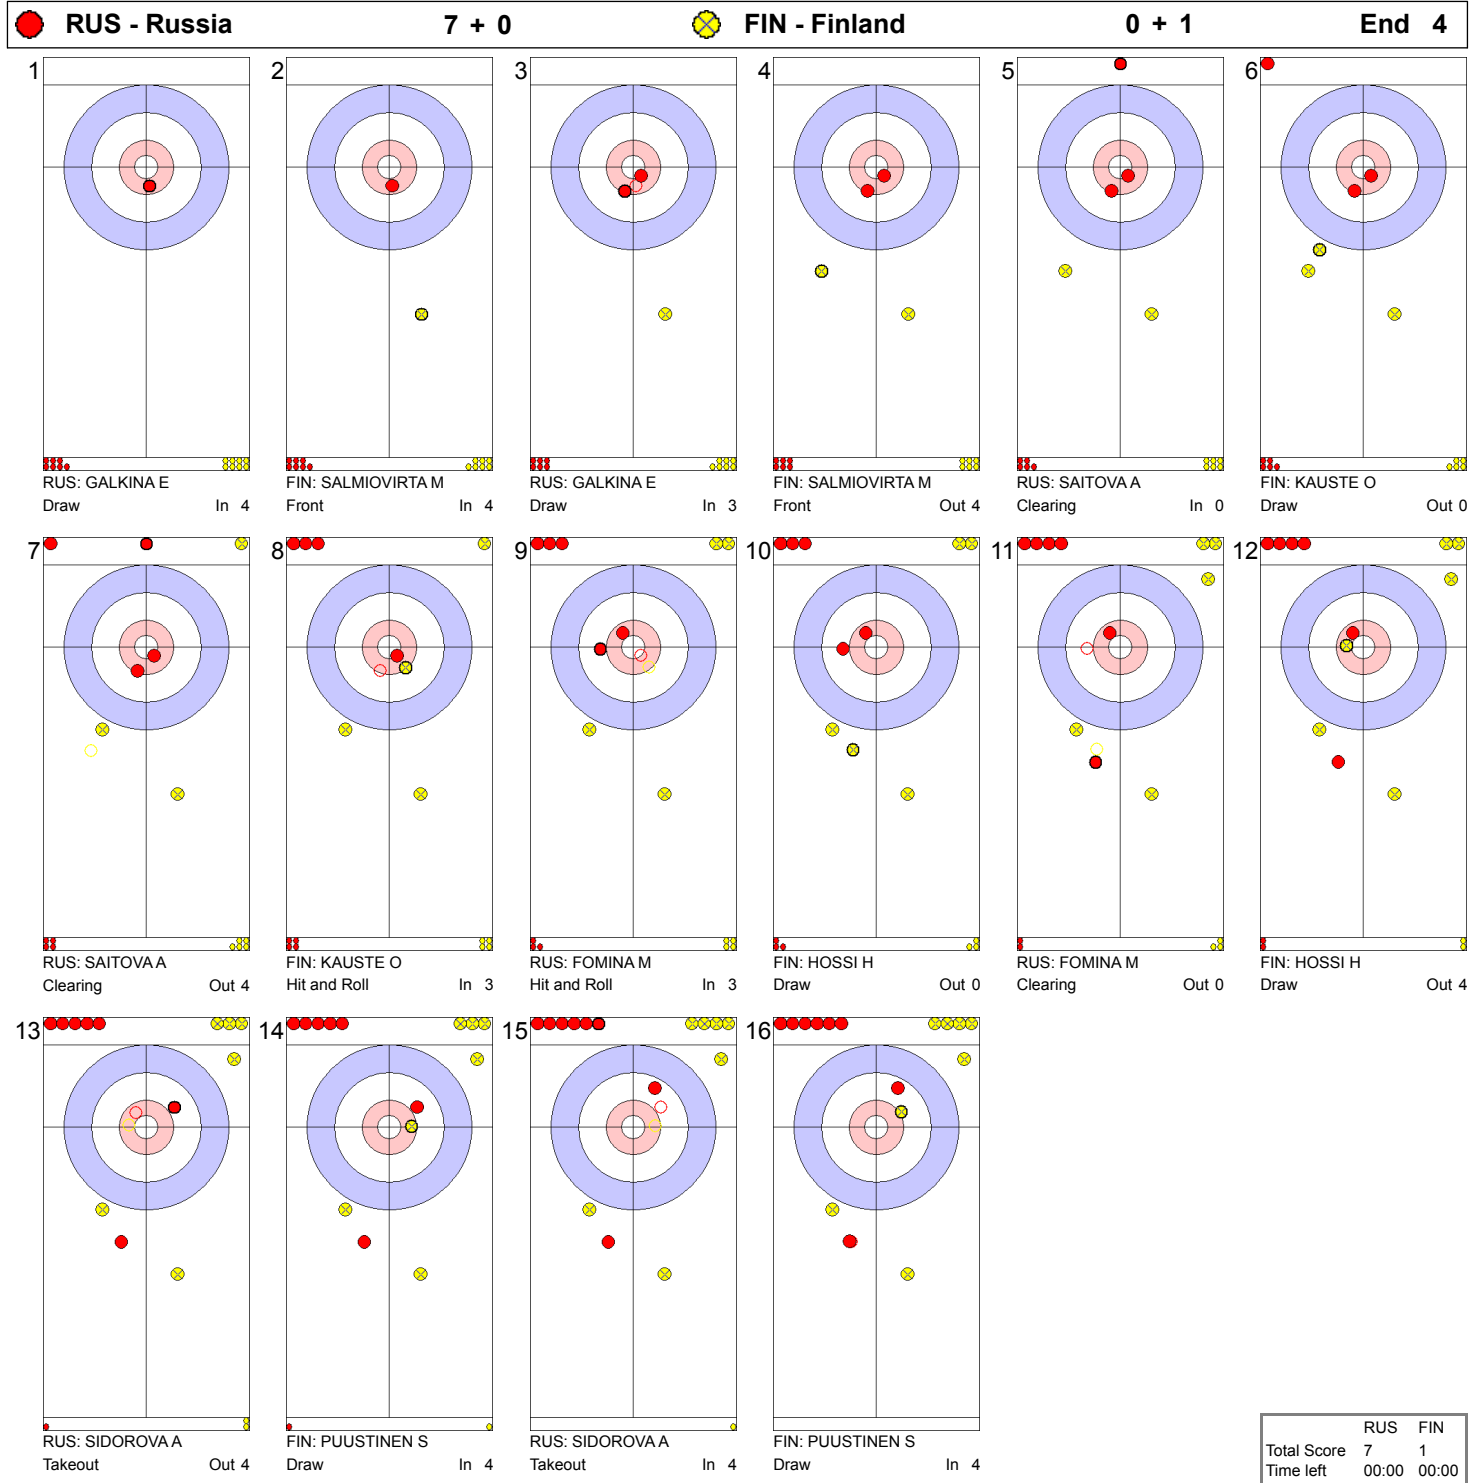 RUS - Russia 7 + 0 FIN - Finland 0 + 1 End 4
1 2 3 4 5 6
RUS: GALKINA E FIN: SALMIOVIRTA M RUS: GALKINA E FIN: SALMIOVIRTA M RUS: SAITOVA A FIN: KAUSTE O
Draw In 4 Front In 4 Draw In 3 Front Out 4 Clearing In 0 Draw Out 0
7 8 9 10 11 12
RUS: SAITOVA A FIN: KAUSTE O RUS: FOMINA M FIN: HOSSI H RUS: FOMINA M FIN: HOSSI H
Clearing Out 4 Hit and Roll In 3 Hit and Roll In 3 Draw Out 0 Clearing Out 0 Draw Out 4
13 14 15 16
RUS: SIDOROVA A FIN: PUUSTINEN S RUS: SIDOROVA A FIN: PUUSTINEN S
Takeout Out 4 Draw In 4 Takeout In 4 Draw In 4
RUS FIN
Total Score 7 1
Time left 00:00 00:00